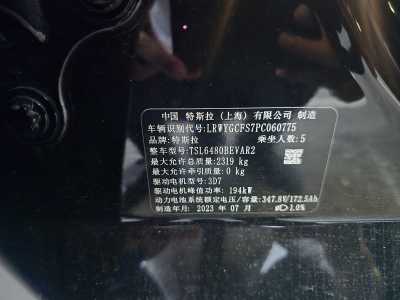 中国 特斯拉（上海）有限公司 制造
车辆识别代号:LRWYGCFS7PC060775
品牌:特斯拉 乘坐人数:5
整车型号:TSL6480BEVAR2
最大允许总质量:2319 kg
最大允许牵引质量:0 kg
驱动电机型号:3D7
驱动电机峰值功率: 194kW
动力电池系统额定电压/容量:347.8V/172.5Ah
制造年月: 2023 年 07 月 1.0%